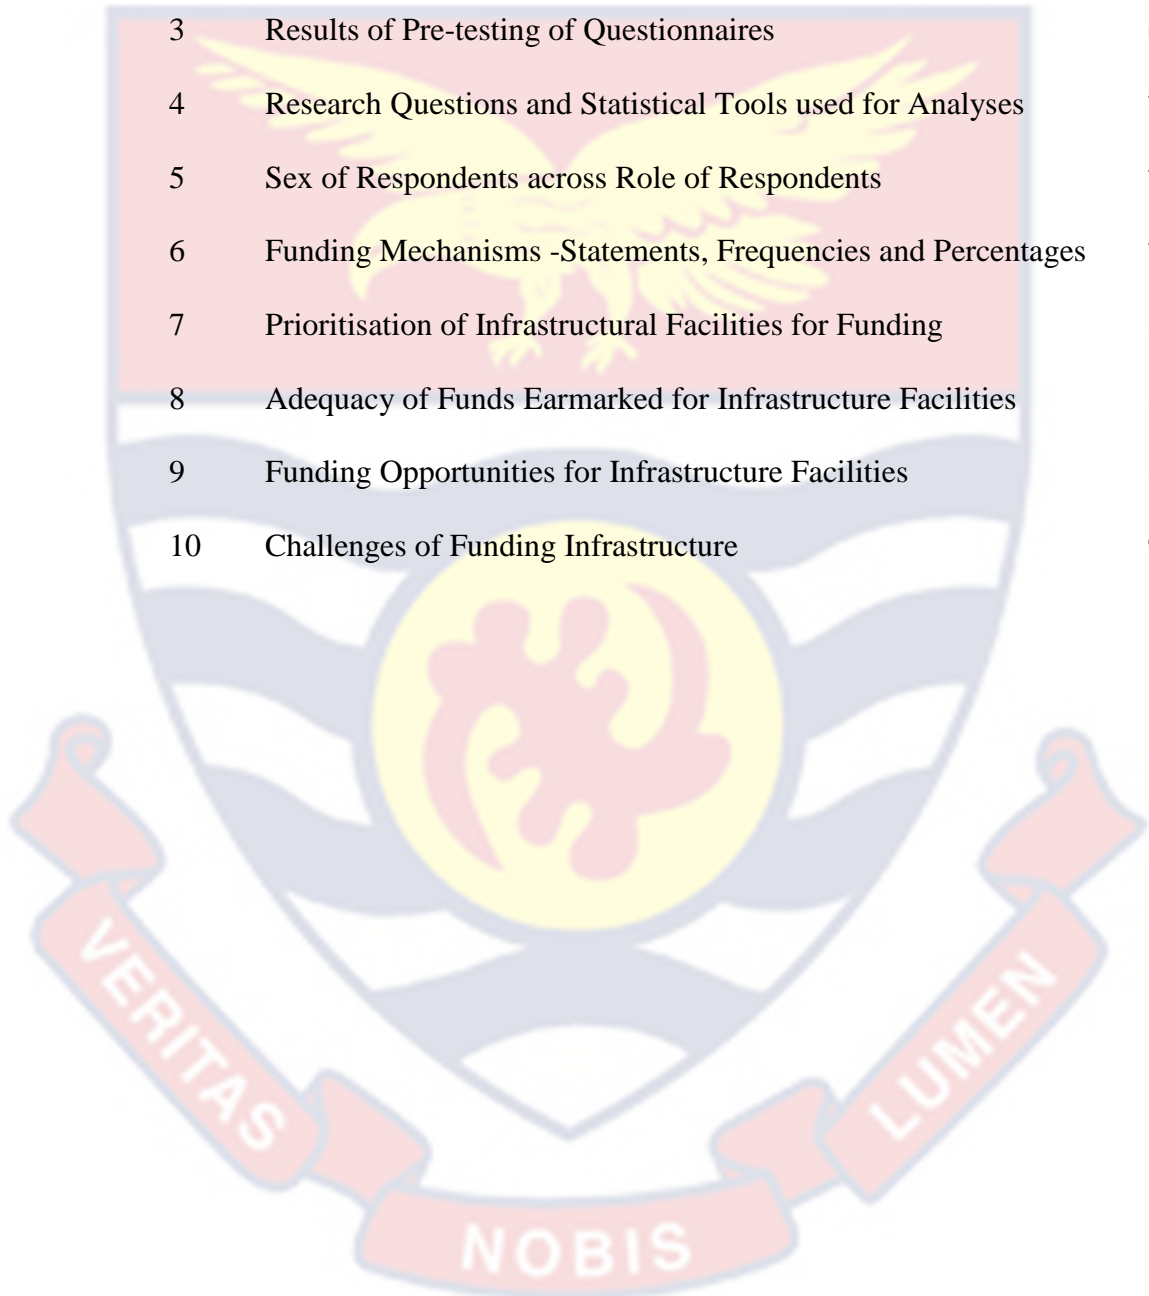 3 Results of Pre-testing of Questionnaires
4 Research Questions and Statistical Tools used for Analyses
5 Sex of Respondents across Role of Respondents
6 Funding Mechanisms -Statements, Frequencies and Percentages
7 Prioritisation of Infrastructural Facilities for Funding
8 Adequacy of Funds Earmarked for Infrastructure Facilities
9 Funding Opportunities for Infrastructure Facilities
10 Challenges of Funding Infrastructure
VERITAS
NOBIS
LUMEN